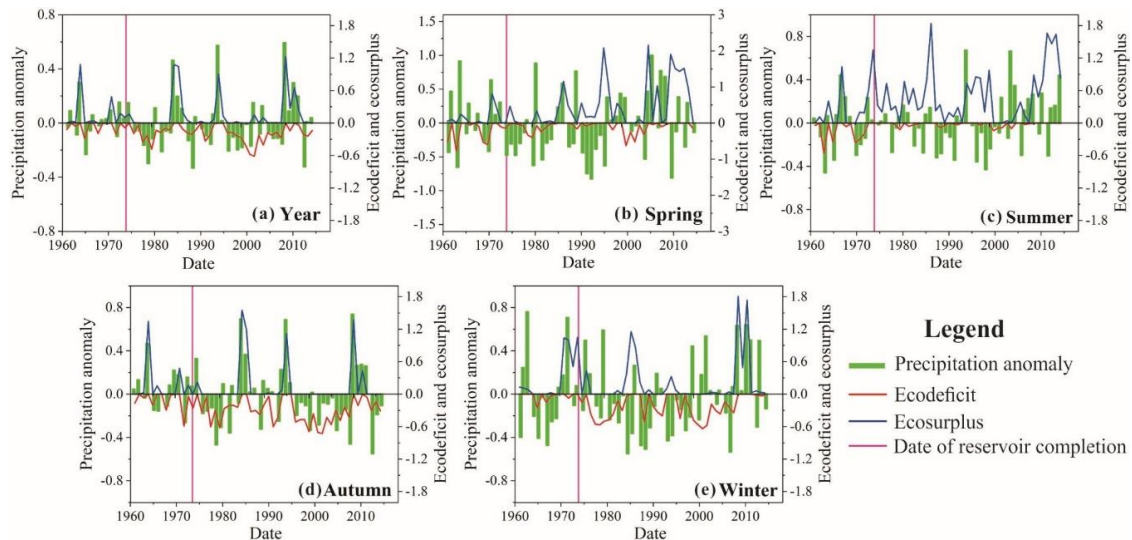 Precipitation anomaly
0.8
0.4
0.0
-0.4
-0.8
1.8
1.2
0.6
0.0
-0.6
-1.2
-1.8
Ecodeficit and ecosurplus
(a) Year
1960 1970 1980 1990 2000 2010
Date
Precipitation anomaly
1.5
1.0
0.5
0.0
-0.5
-1.0
-1.5
3
2
1
0
-1
-2
-3
Ecodeficit and ecosurplus
(b) Spring
1960 1970 1980 1990 2000 2010
Date
Precipitation anomaly
0.8
0.4
0.0
-0.4
-0.8
1.8
1.2
0.6
0.0
-0.6
-1.2
-1.8
Ecodeficit and ecosurplus
(c) Summer
1960 1970 1980 1990 2000 2010
Date
Precipitation anomaly
0.8
0.4
0.0
-0.4
-0.8
1.8
1.2
0.6
0.0
-0.6
-1.2
-1.8
Ecodeficit and ecosurplus
(d) Autumn
1960 1970 1980 1990 2000 2010
Date
Precipitation anomaly
0.8
0.4
0.0
-0.4
-0.8
1.8
1.2
0.6
0.0
-0.6
-1.2
-1.8
Ecodeficit and ecosurplus
(e) Winter
1960 1970 1980 1990 2000 2010
Date
Legend
Precipitation anomaly
Ecodeficit
Ecosurplus
Date of reservoir completion